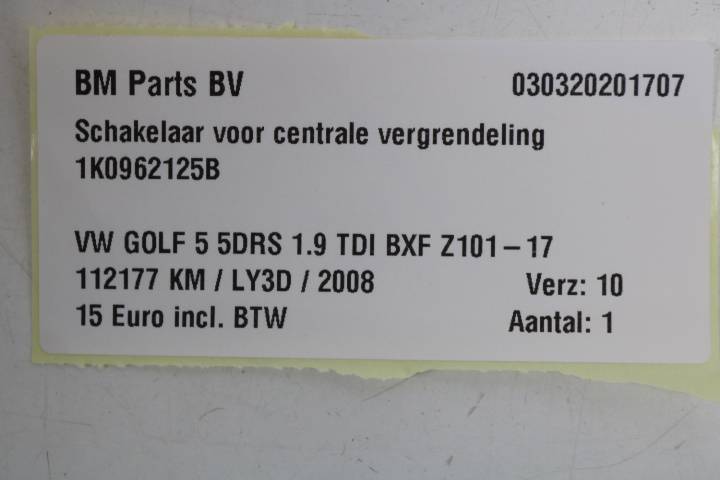 BM Parts BV 030320201707
Schakelaar voor centrale vergrendeling
1K0962125B
VW GOLF 5 5DRS 1.9 TDI BXF Z101-17
112177 KM / LY3D / 2008 Verz: 10
15 Euro incl. BTW Aantal: 1